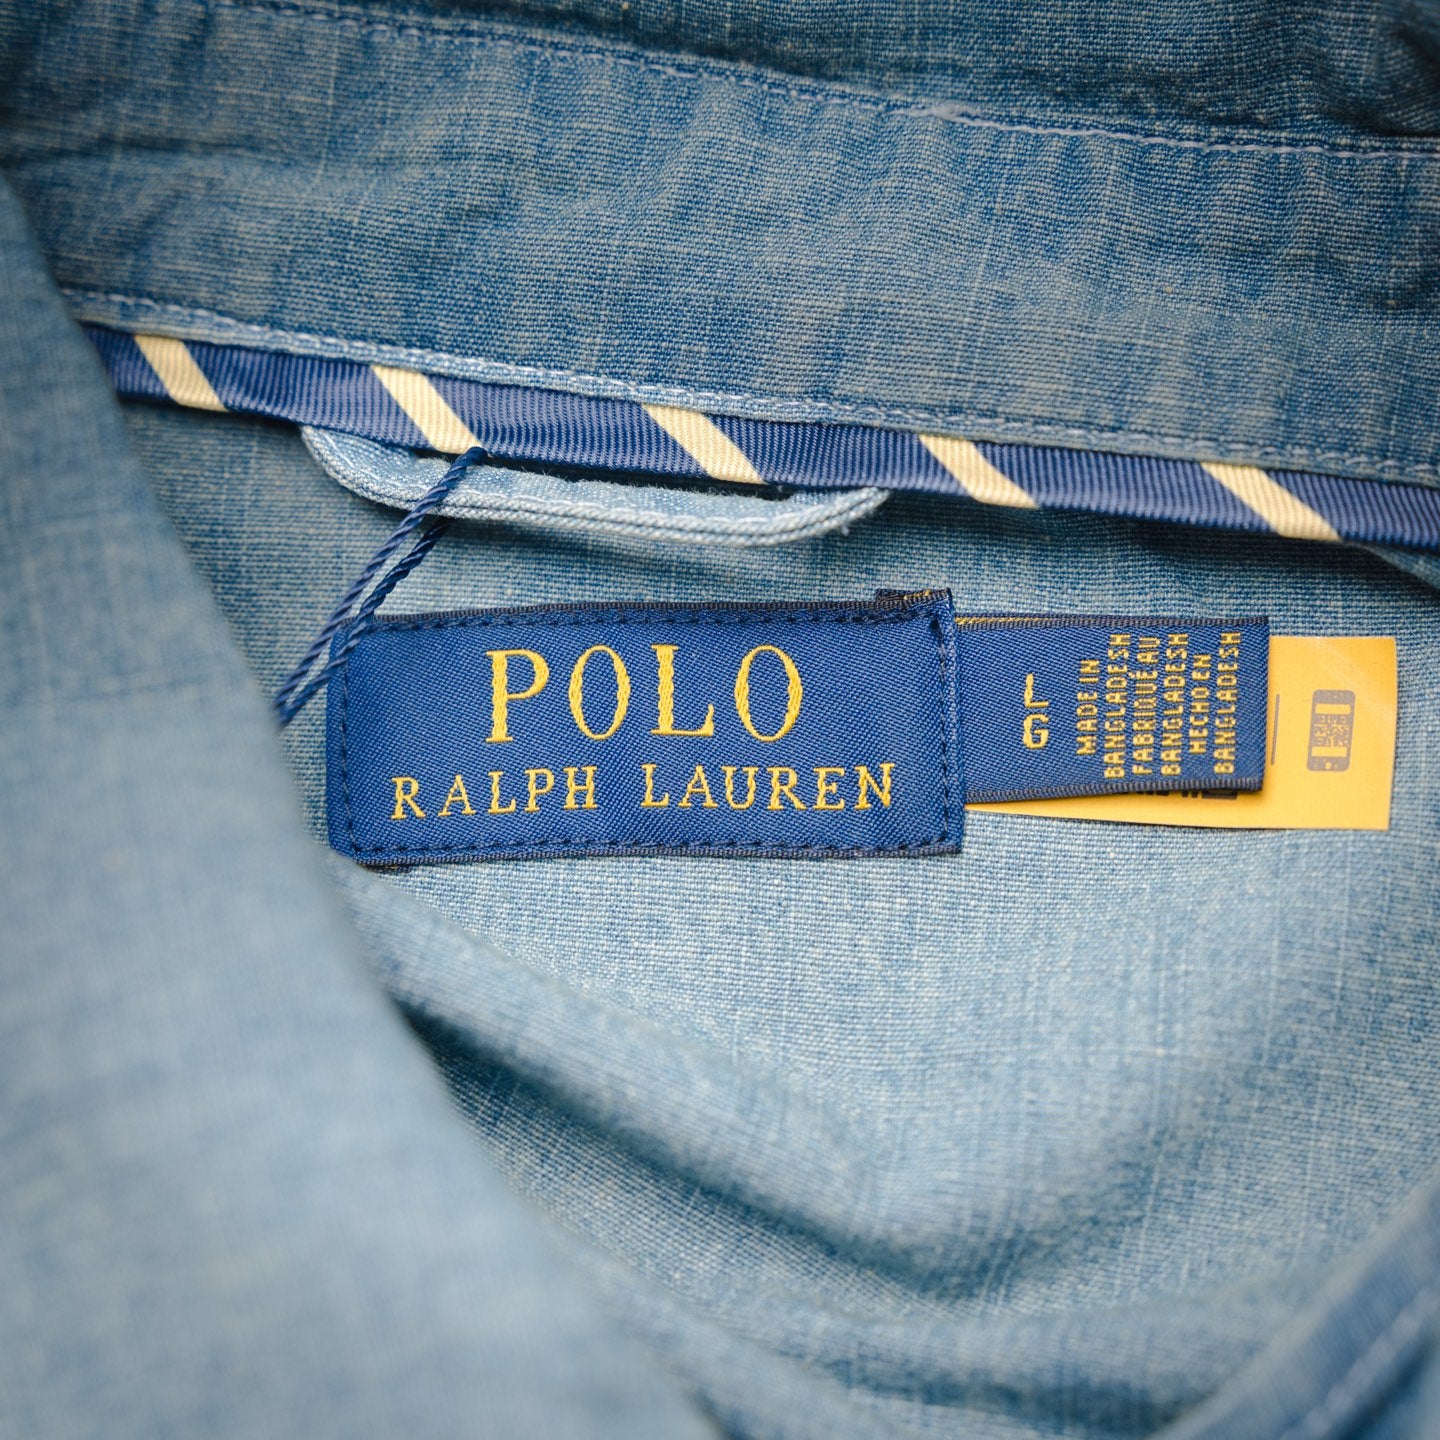 POLO
RALPH LAUREN
L
G
MADE IN
BANGLADESH
FABRIQUÉ AU
BANGLADESH
HECHO EN
BANGLADESH